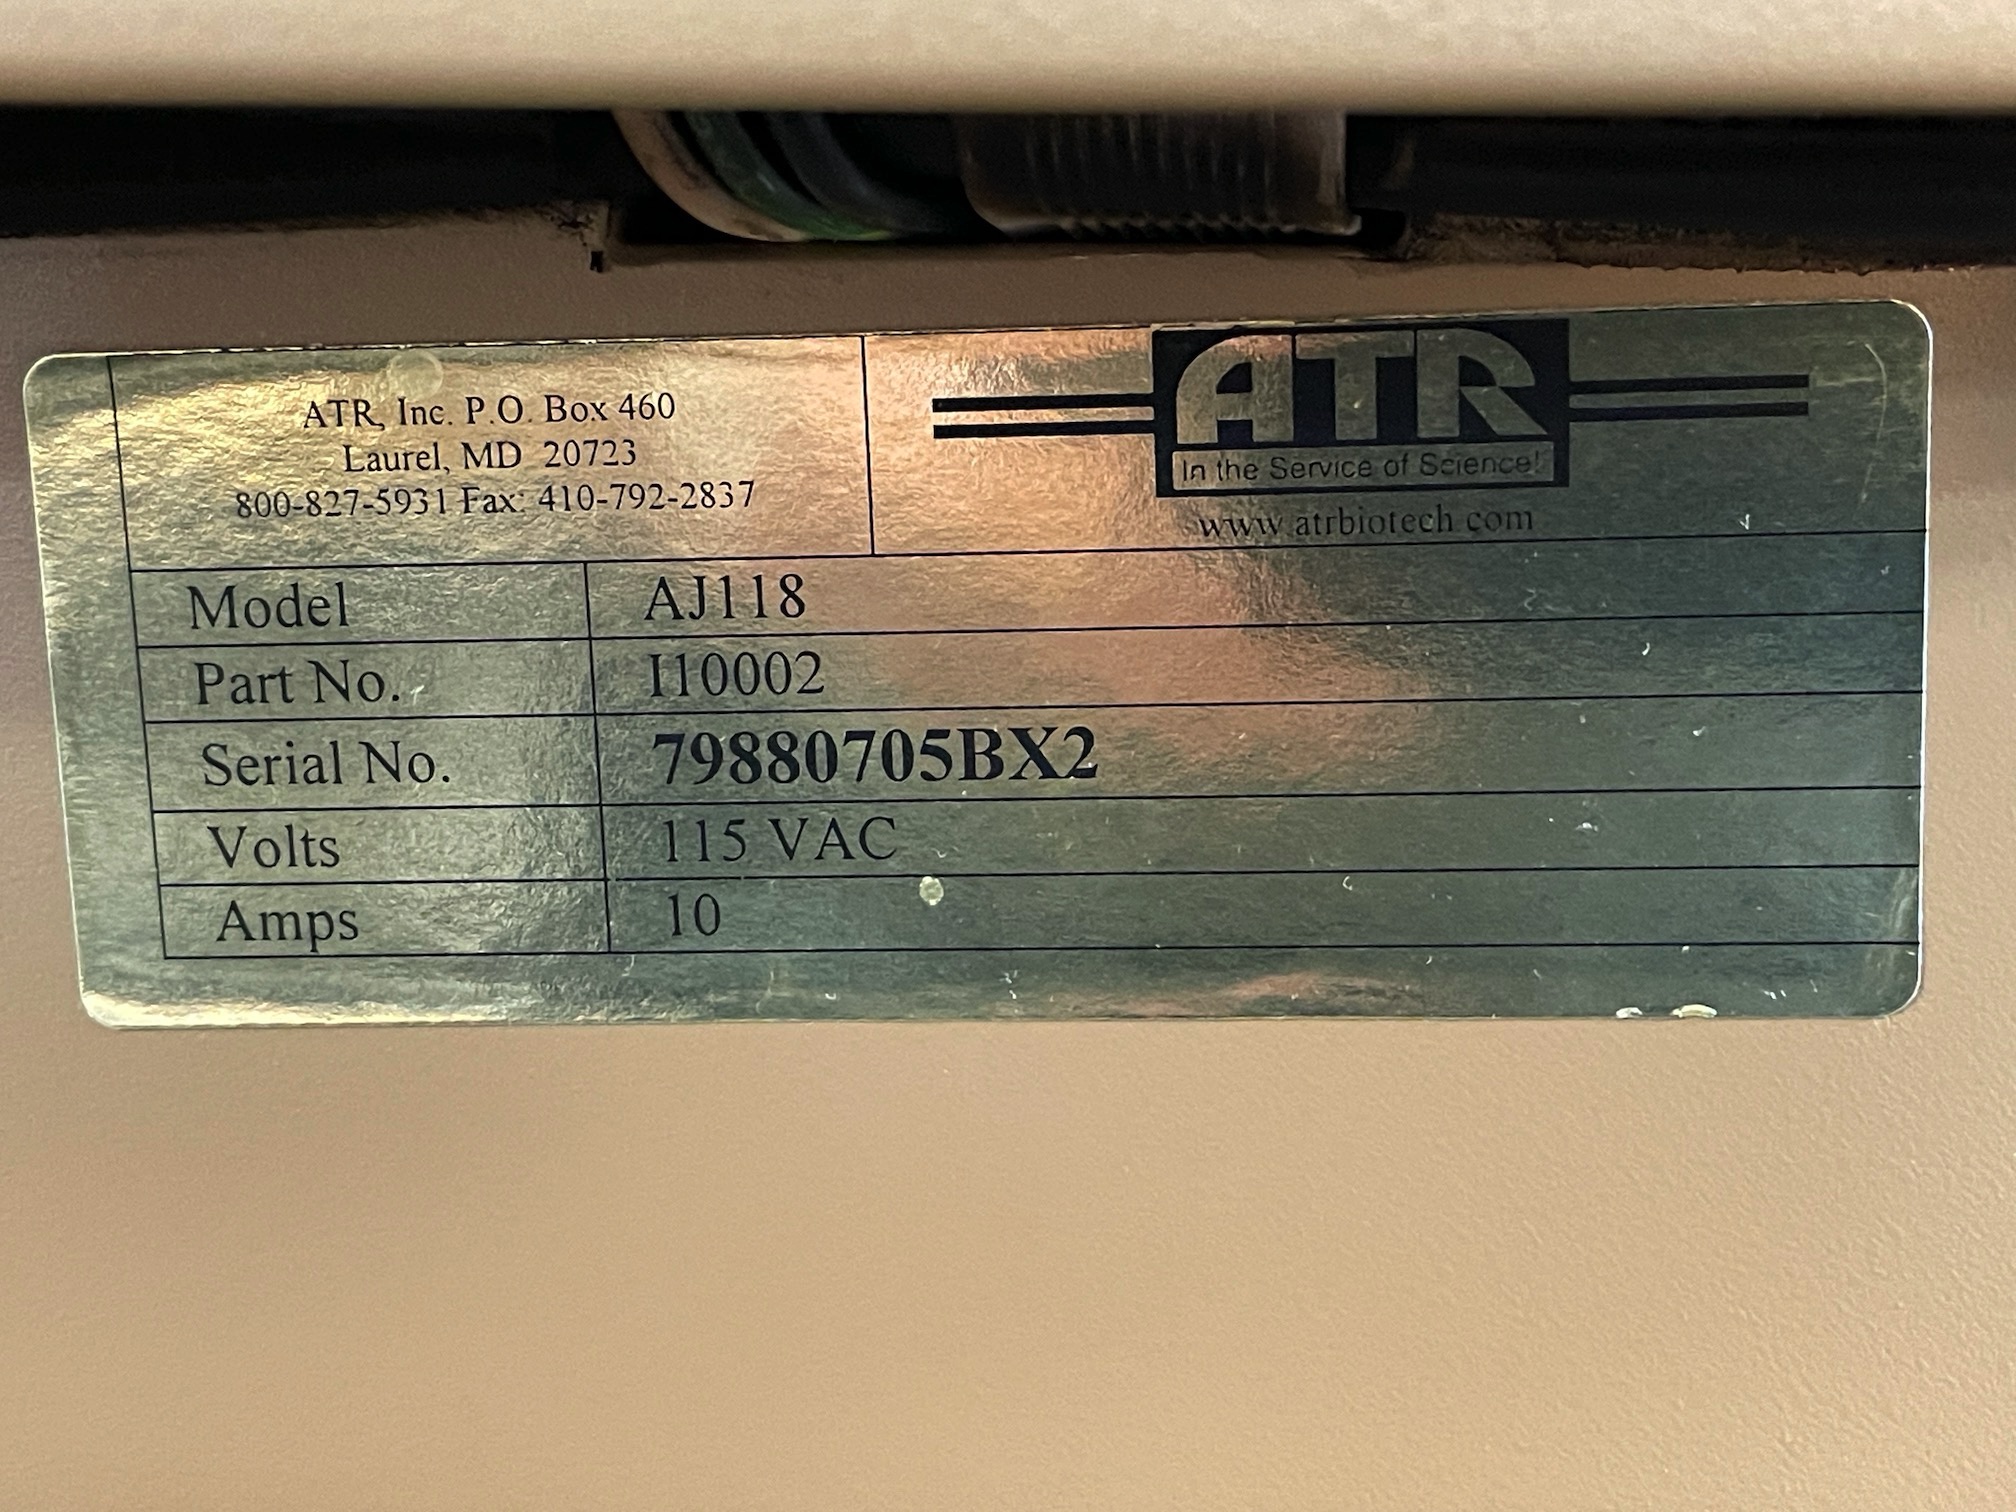 ATR, Inc. P.O. Box 460
Laurel, MD 20723
800-827-5931 Fax: 410-792-2837
ATR
In the Service of Science!
www.atrbiotech.com
Model AJ118
Part No. I10002
Serial No. 79880705BX2
Volts 115 VAC
Amps 10